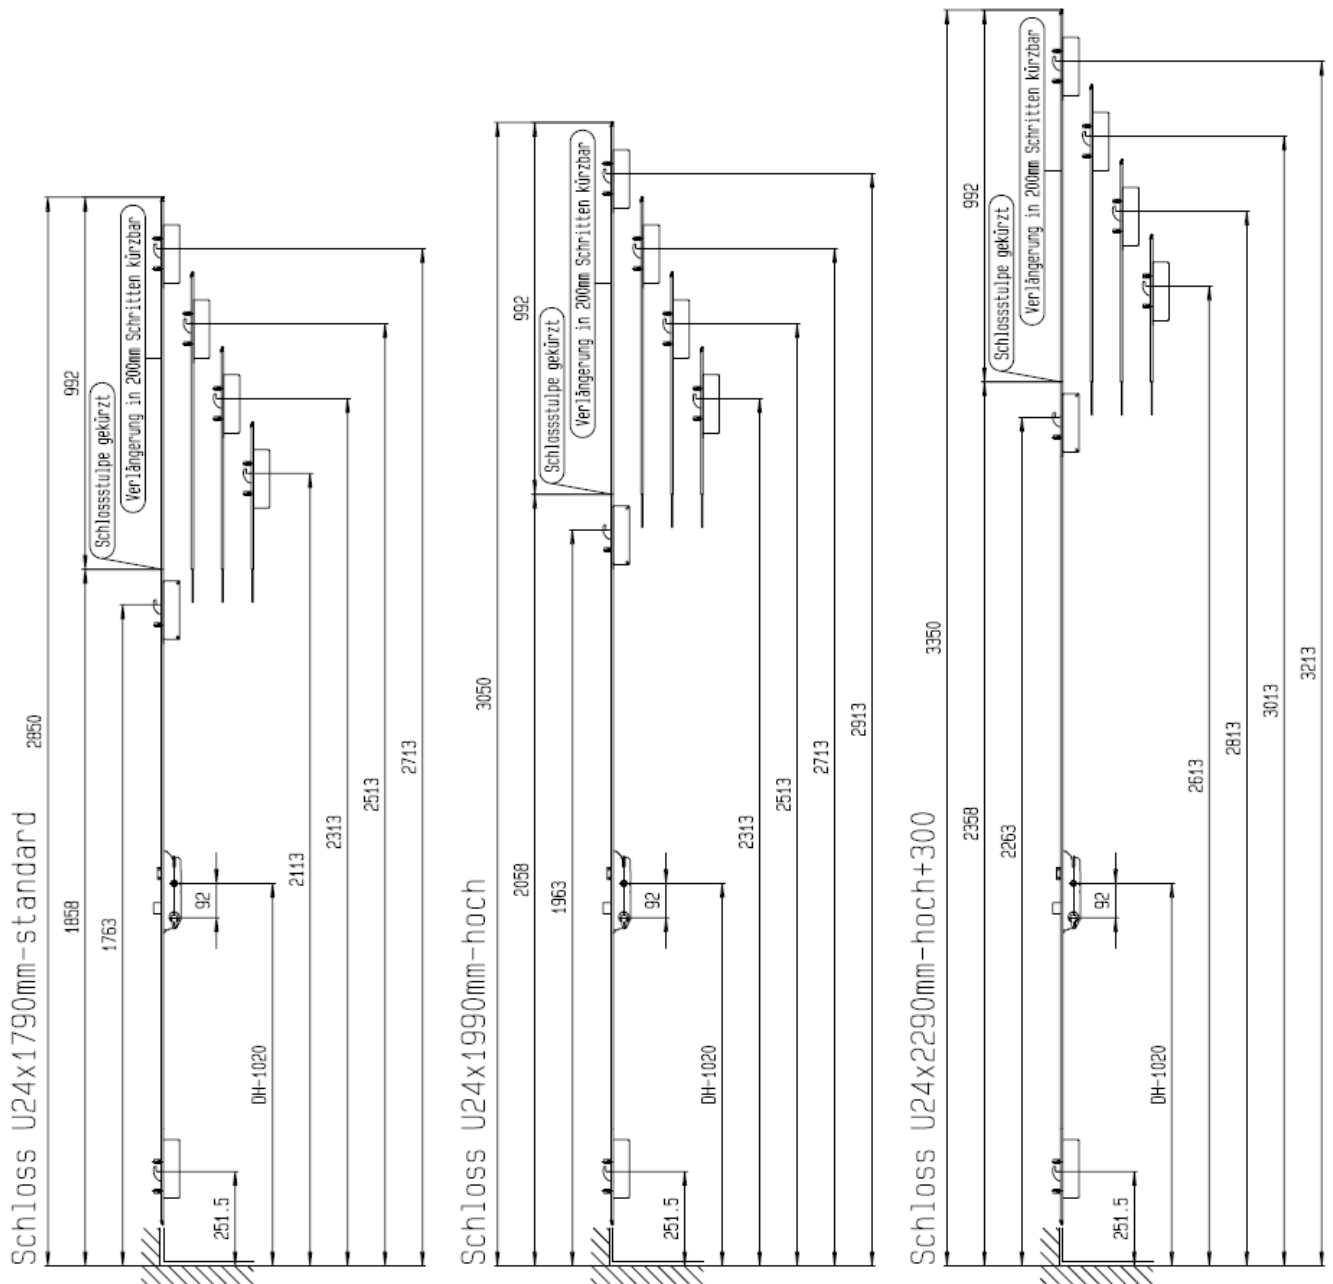 Schloss U24x1790mm-standard
2850
992
1858
1763
Schlossstulpe gekürzt
Verlängerung in 200mm Schritten kürzbar
92
DH-1020
251.5
2113
2313
2513
2713
Schloss U24x1990mm-hoch
3050
992
2058
1963
Schlossstulpe gekürzt
Verlängerung in 200mm Schritten kürzbar
92
DH-1020
251.5
2313
2513
2713
2913
Schloss U24x2290mm-hoch+300
3350
992
2358
2263
Schlossstulpe gekürzt
Verlängerung in 200mm Schritten kürzbar
92
DH-1020
251.5
2613
2813
3013
3213